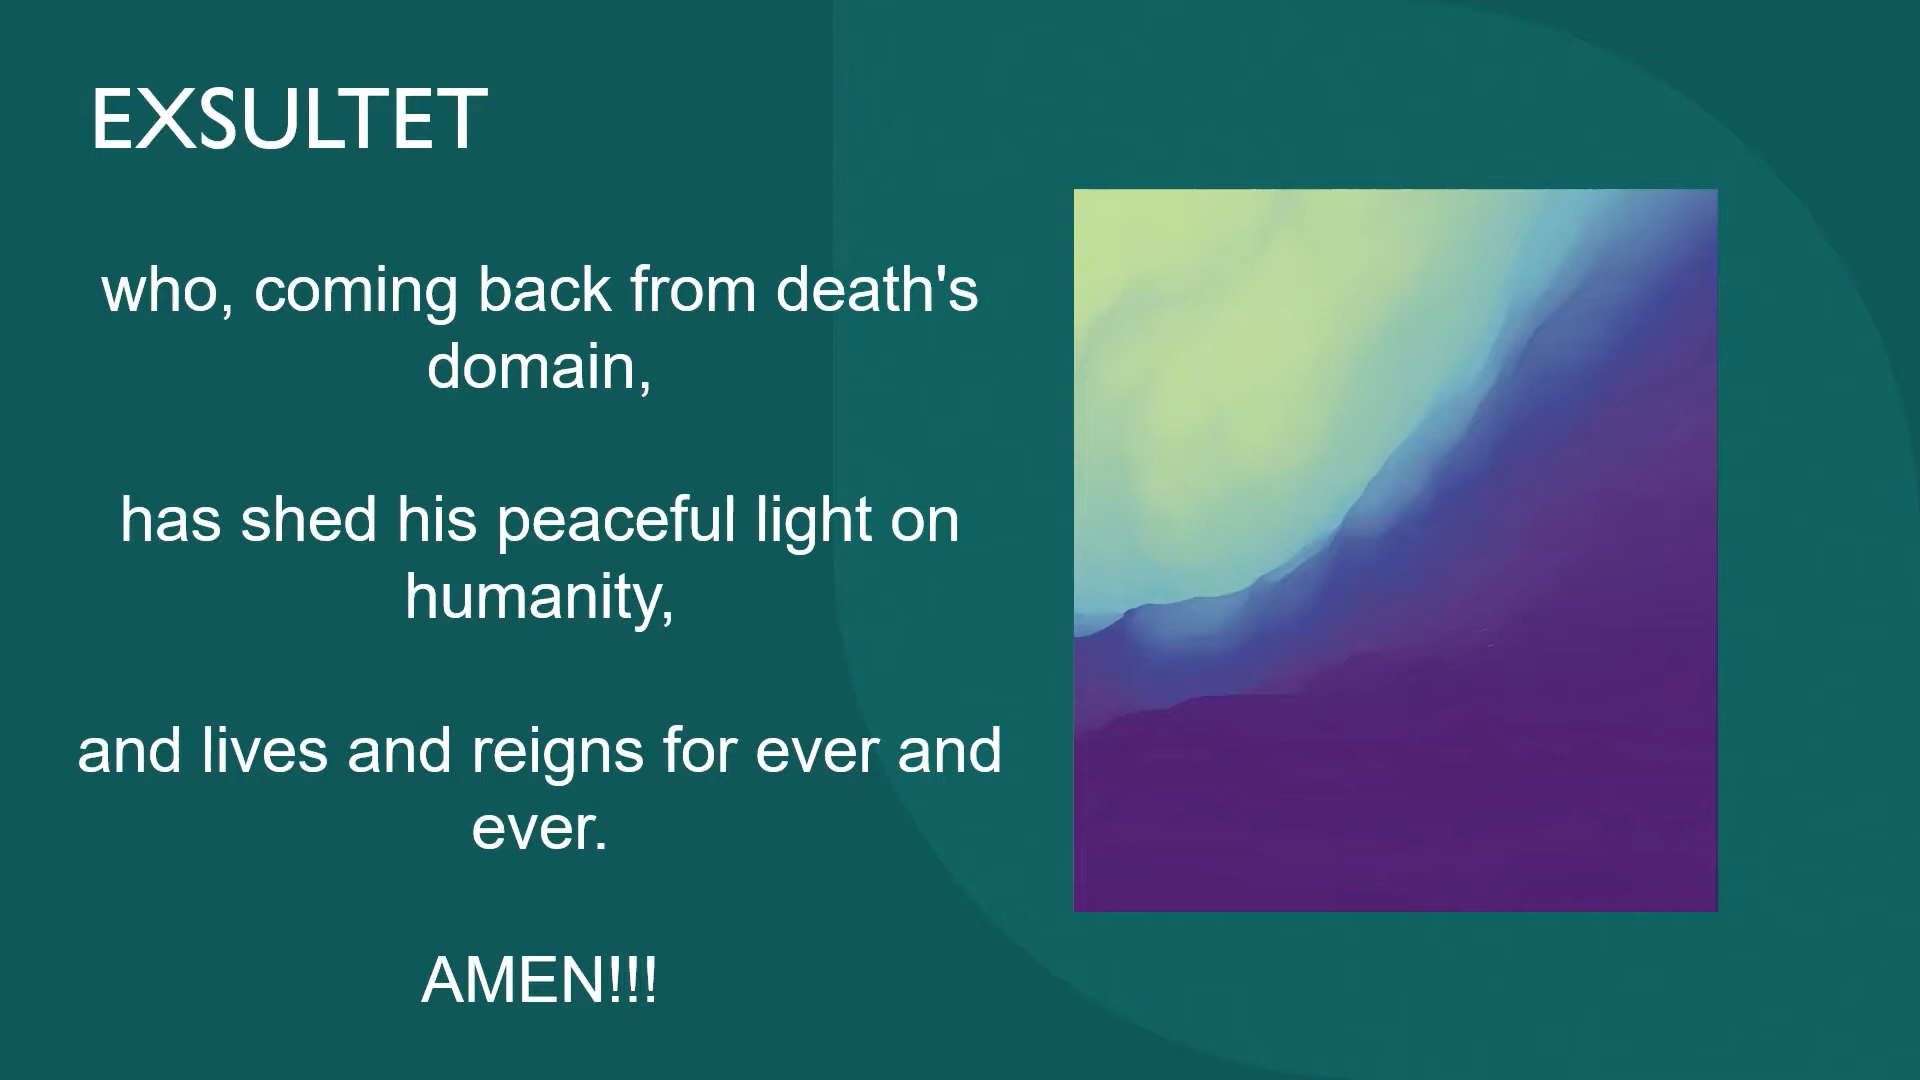 EXSULTET
who, coming back from death's
domain,
has shed his peaceful light on
humanity,
and lives and reigns for ever and
ever.
AMEN!!!